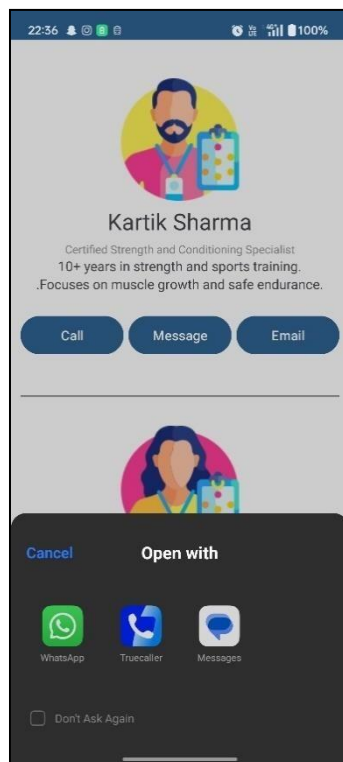 22:36 100%
Kartik Sharma
Certified Strength and Conditioning Specialist
10+ years in strength and sports training.
.Focuses on muscle growth and safe endurance.
Call Message Email
Cancel Open with
WhatsApp Truecaller Messages
Don't Ask Again